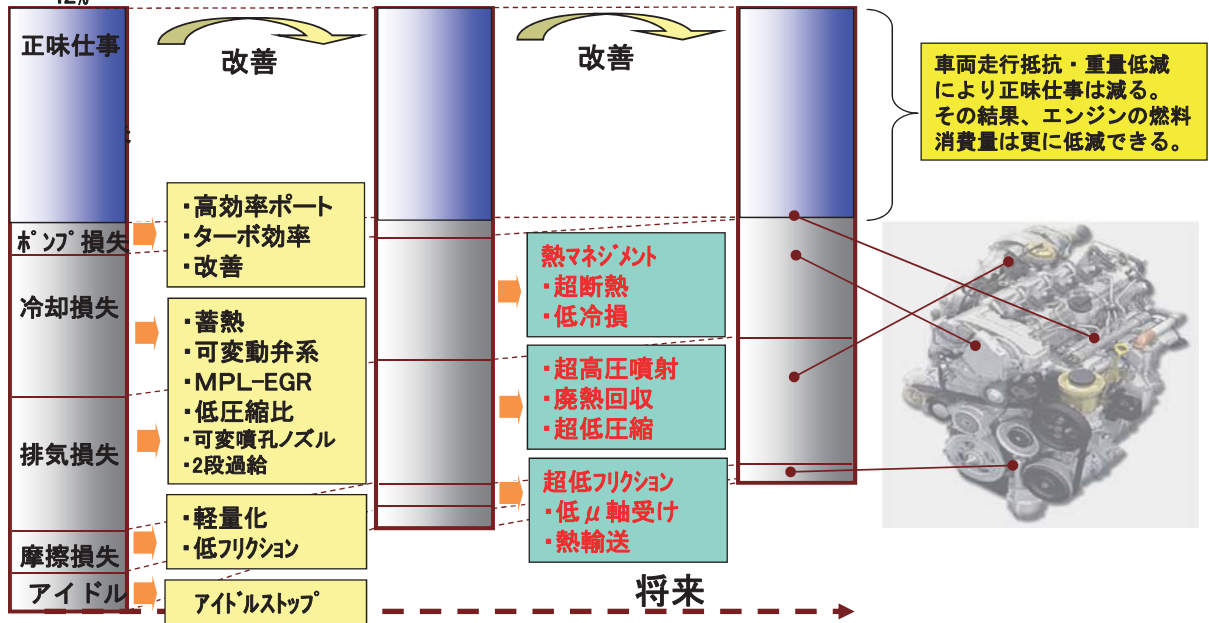 正味仕事
改善
改善
車両走行抵抗・重量低減
により正味仕事は減る。
その結果、エンジンの燃料
消費量は更に低減できる。
ポンプ損失
・高効率ポート
・ターボ効率
・改善
冷却損失
・蓄熱
・可変動弁系
・MPL-EGR
・低圧縮比
・可変噴孔ノズル
・2段過給
熱マネジメント
・超断熱
・低冷損
排気損失
・超高圧噴射
・廃熱回収
・超低圧縮
摩擦損失
・軽量化
・低フリクション
超低フリクション
・低μ軸受け
・熱輸送
アイドル
アイドルストップ
将来